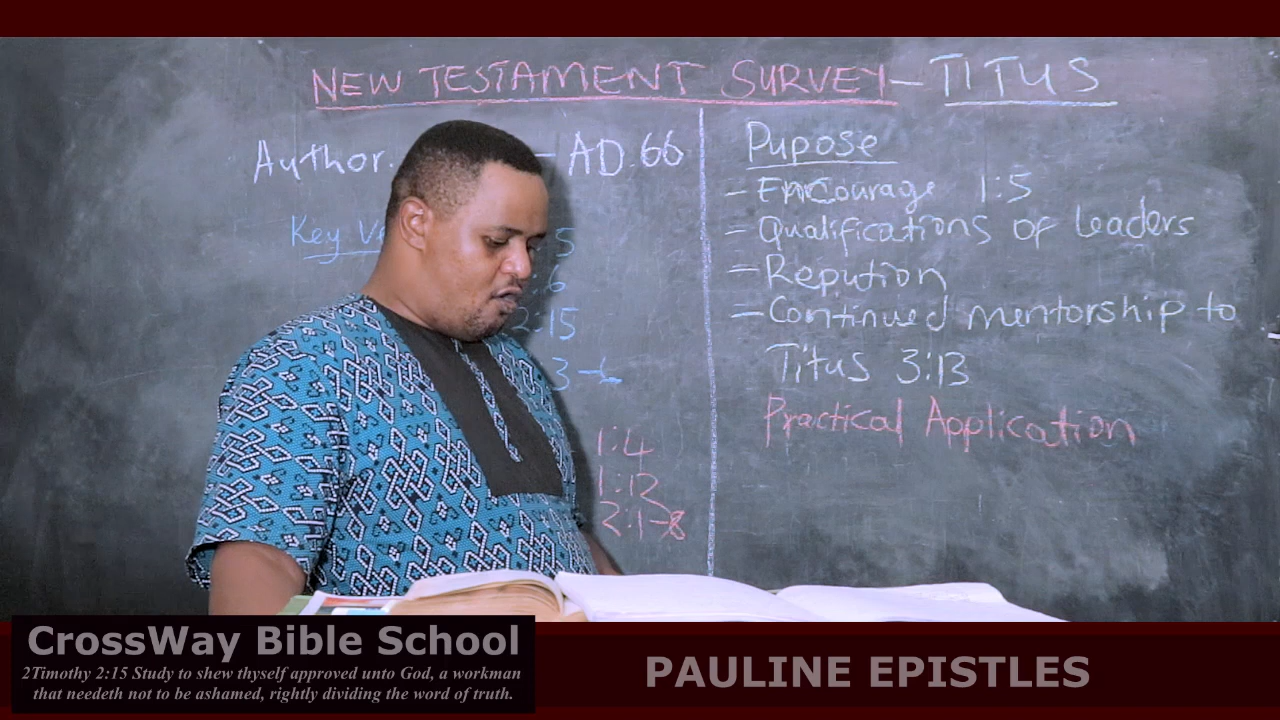 NEW TESTAMENT SURVEY - TITUS
Author. - AD.66
Key V
5
:6
2:15
3-6
1:4
1:12
2:1-8
Pupose
- Encourage 1:5
- Qualifications of leaders
- Repution
- Continued mentorship to
Titus 3:13
Practical Application
CrossWay Bible School
2Timothy 2:15 Study to shew thyself approved unto God, a workman
that needeth not to be ashamed, rightly dividing the word of truth.
PAULINE EPISTLES